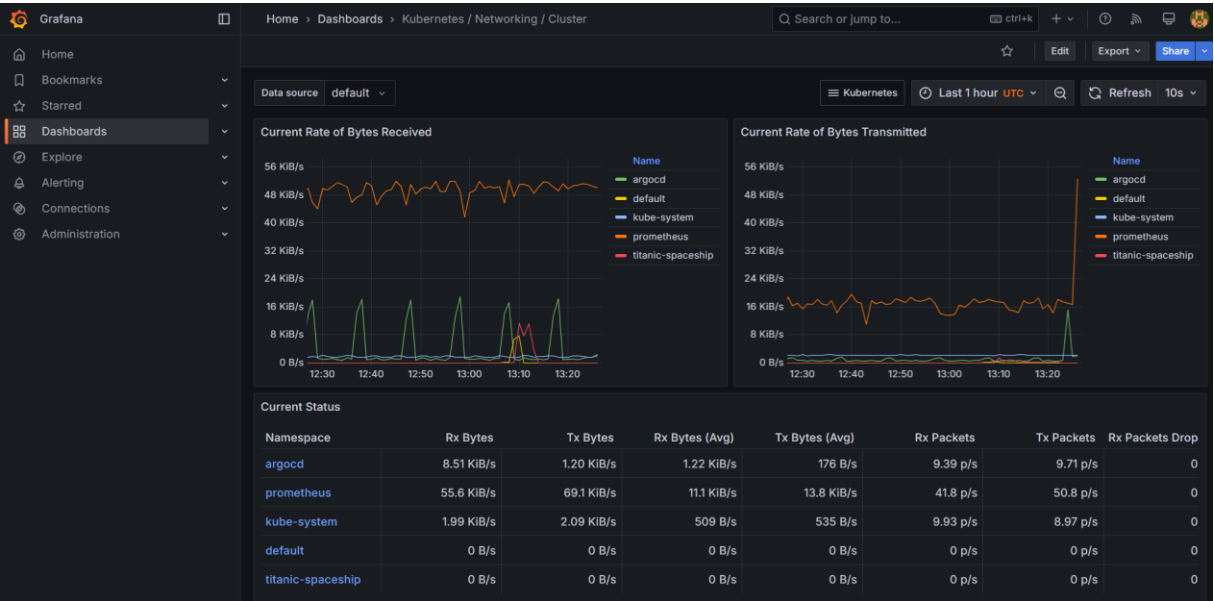 Grafana
Home › Dashboards › Kubernetes / Networking / Cluster
Search or jump to...
ctrl+k
Home
Bookmarks
Starred
Dashboards
Explore
Alerting
Connections
Administration
Edit
Export
Share
Data source default
Kubernetes
Last 1 hour UTC
Refresh 10s
Current Rate of Bytes Received
56 KiB/s
48 KiB/s
40 KiB/s
32 KiB/s
24 KiB/s
16 KiB/s
8 KiB/s
0 B/s
12:30 12:40 12:50 13:00 13:10 13:20
Name
argocd
default
kube-system
prometheus
titanic-spaceship
Current Rate of Bytes Transmitted
56 KiB/s
48 KiB/s
40 KiB/s
32 KiB/s
24 KiB/s
16 KiB/s
8 KiB/s
0 B/s
12:30 12:40 12:50 13:00 13:10 13:20
Name
argocd
default
kube-system
prometheus
titanic-spaceship
Current Status
Namespace Rx Bytes Tx Bytes Rx Bytes (Avg) Tx Bytes (Avg) Rx Packets Tx Packets Rx Packets Drop
argocd 8.51 KiB/s 1.20 KiB/s 1.22 KiB/s 176 B/s 9.39 p/s 9.71 p/s 0
prometheus 55.6 KiB/s 69.1 KiB/s 11.1 KiB/s 13.8 KiB/s 41.8 p/s 50.8 p/s 0
kube-system 1.99 KiB/s 2.09 KiB/s 509 B/s 535 B/s 9.93 p/s 8.97 p/s 0
default 0 B/s 0 B/s 0 B/s 0 B/s 0 p/s 0 p/s 0
titanic-spaceship 0 B/s 0 B/s 0 B/s 0 B/s 0 p/s 0 p/s 0